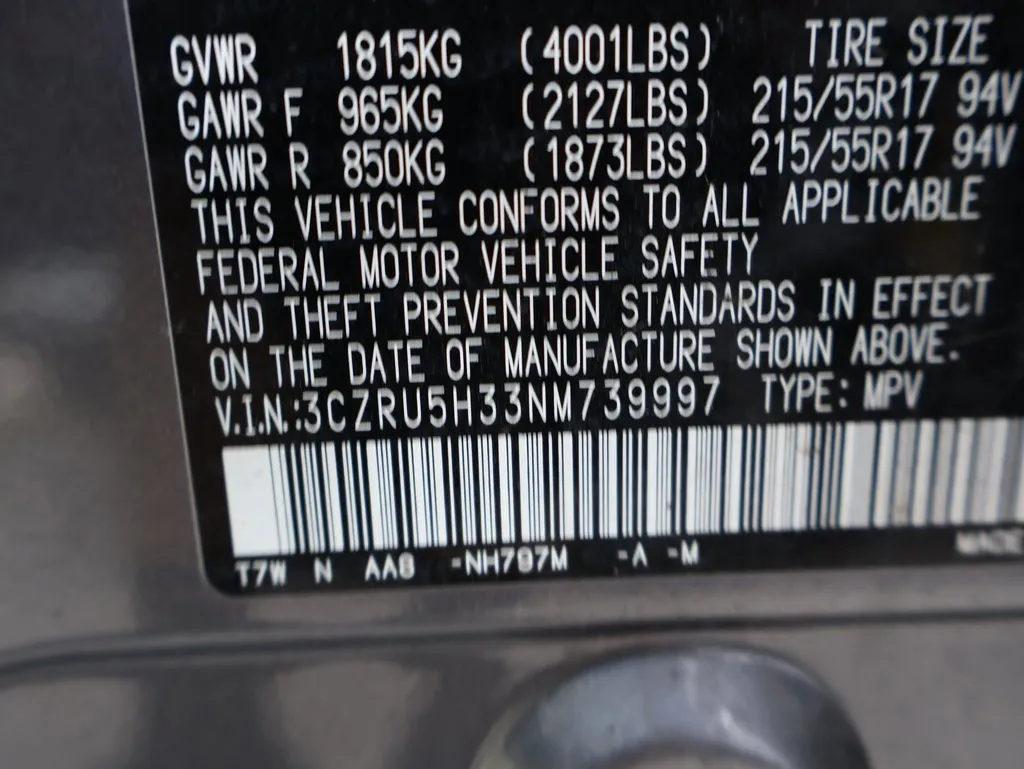 GVWR 1815KG (4001LBS) TIRE SIZE
GAWR F 965KG (2127LBS) 215/55R17 94V
GAWR R 850KG (1873LBS) 215/55R17 94V
THIS VEHICLE CONFORMS TO ALL APPLICABLE
FEDERAL MOTOR VEHICLE SAFETY
AND THEFT PREVENTION STANDARDS IN EFFECT
ON THE DATE OF MANUFACTURE SHOWN ABOVE.
V.I.N.:3CZRU5H33NM739997 TYPE: MPV
T7W N AA8 -NH797M -A -M MADE